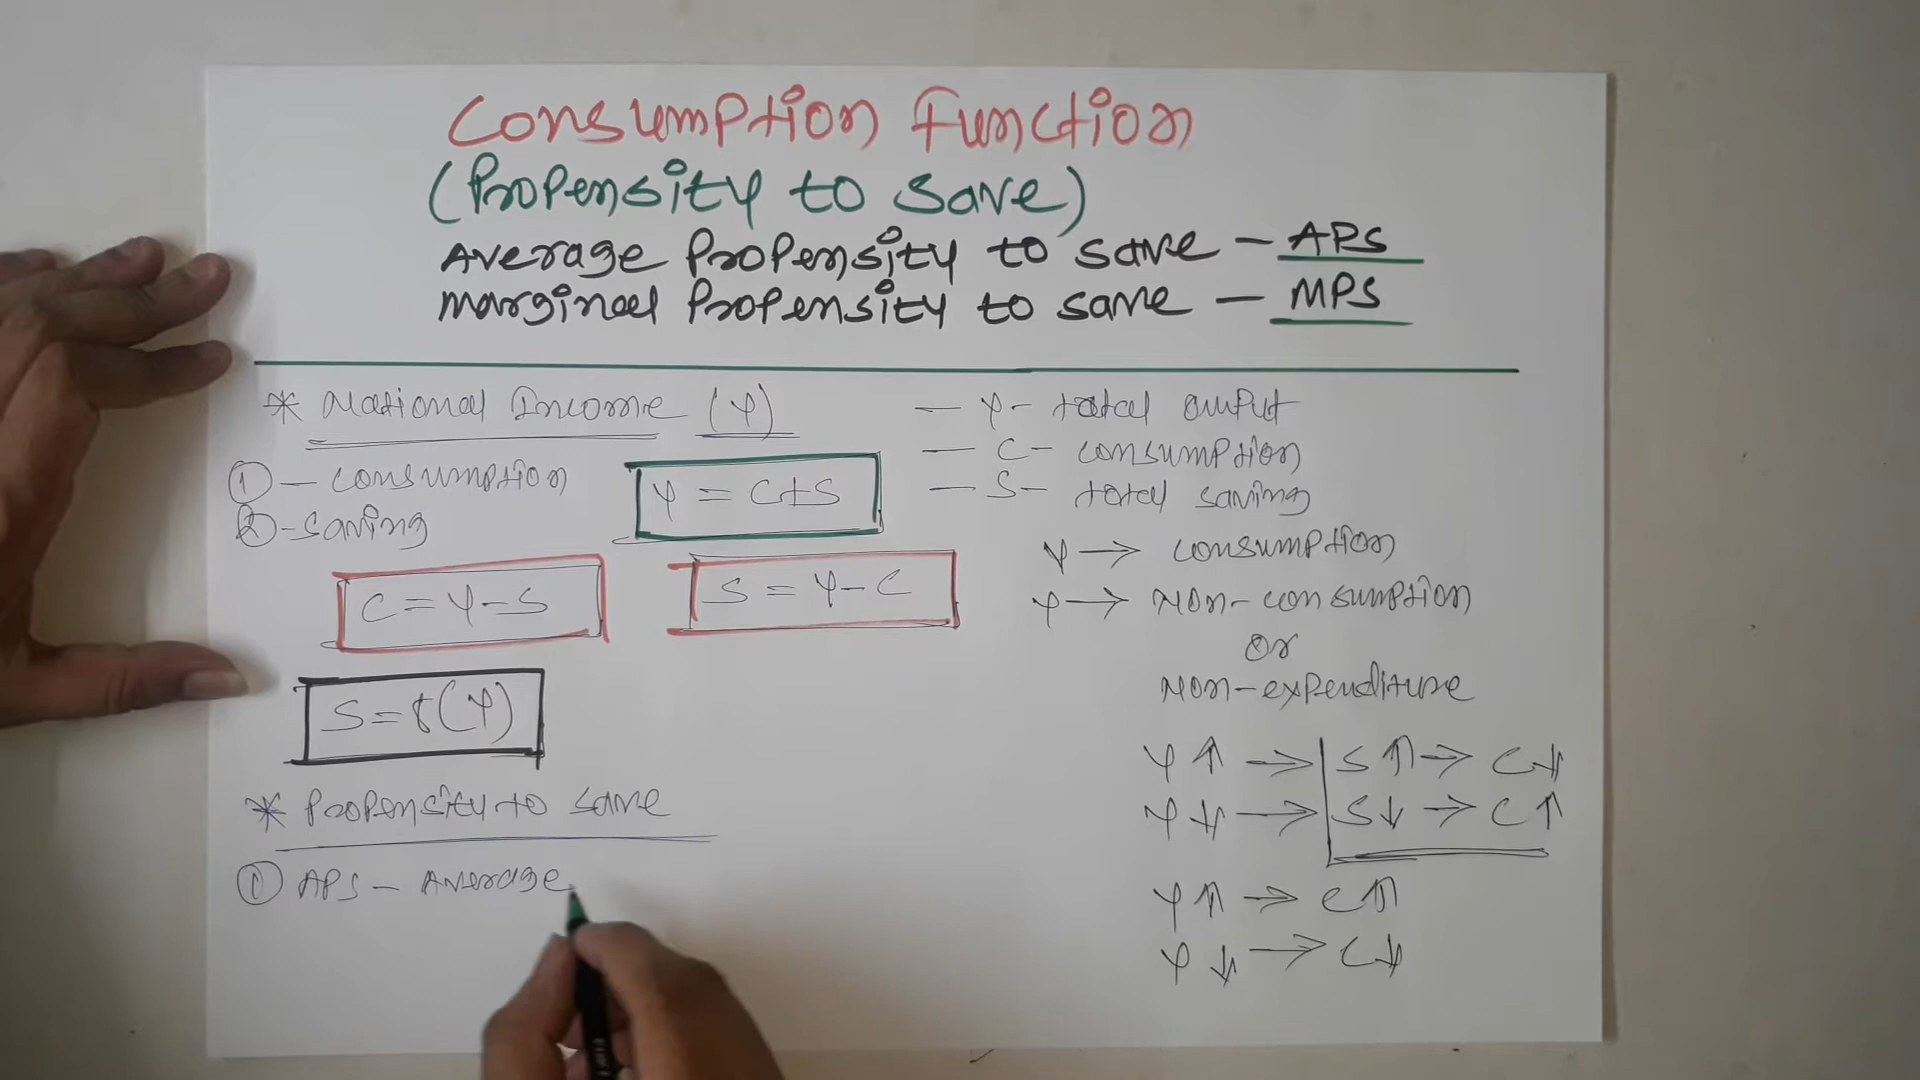 Consumption Function
(Propensity to save)
Average Propensity to save - APS
Marginal Propensity to save - MPS
* National Income (Y)
① - consumption
② - saving
Y = C+S
C = Y-S
S = Y-C
S = f(Y)
* Propensity to save
① APS - Average
- Y - total output
- C - consumption
- S - total saving
Y → consumption
Y → Non-consumption
or
Non-expenditure
Y ↑ → S ↑ → C ↓
Y ↓ → S ↓ → C ↑
Y ↑ → C ↑
Y ↓ → C ↓